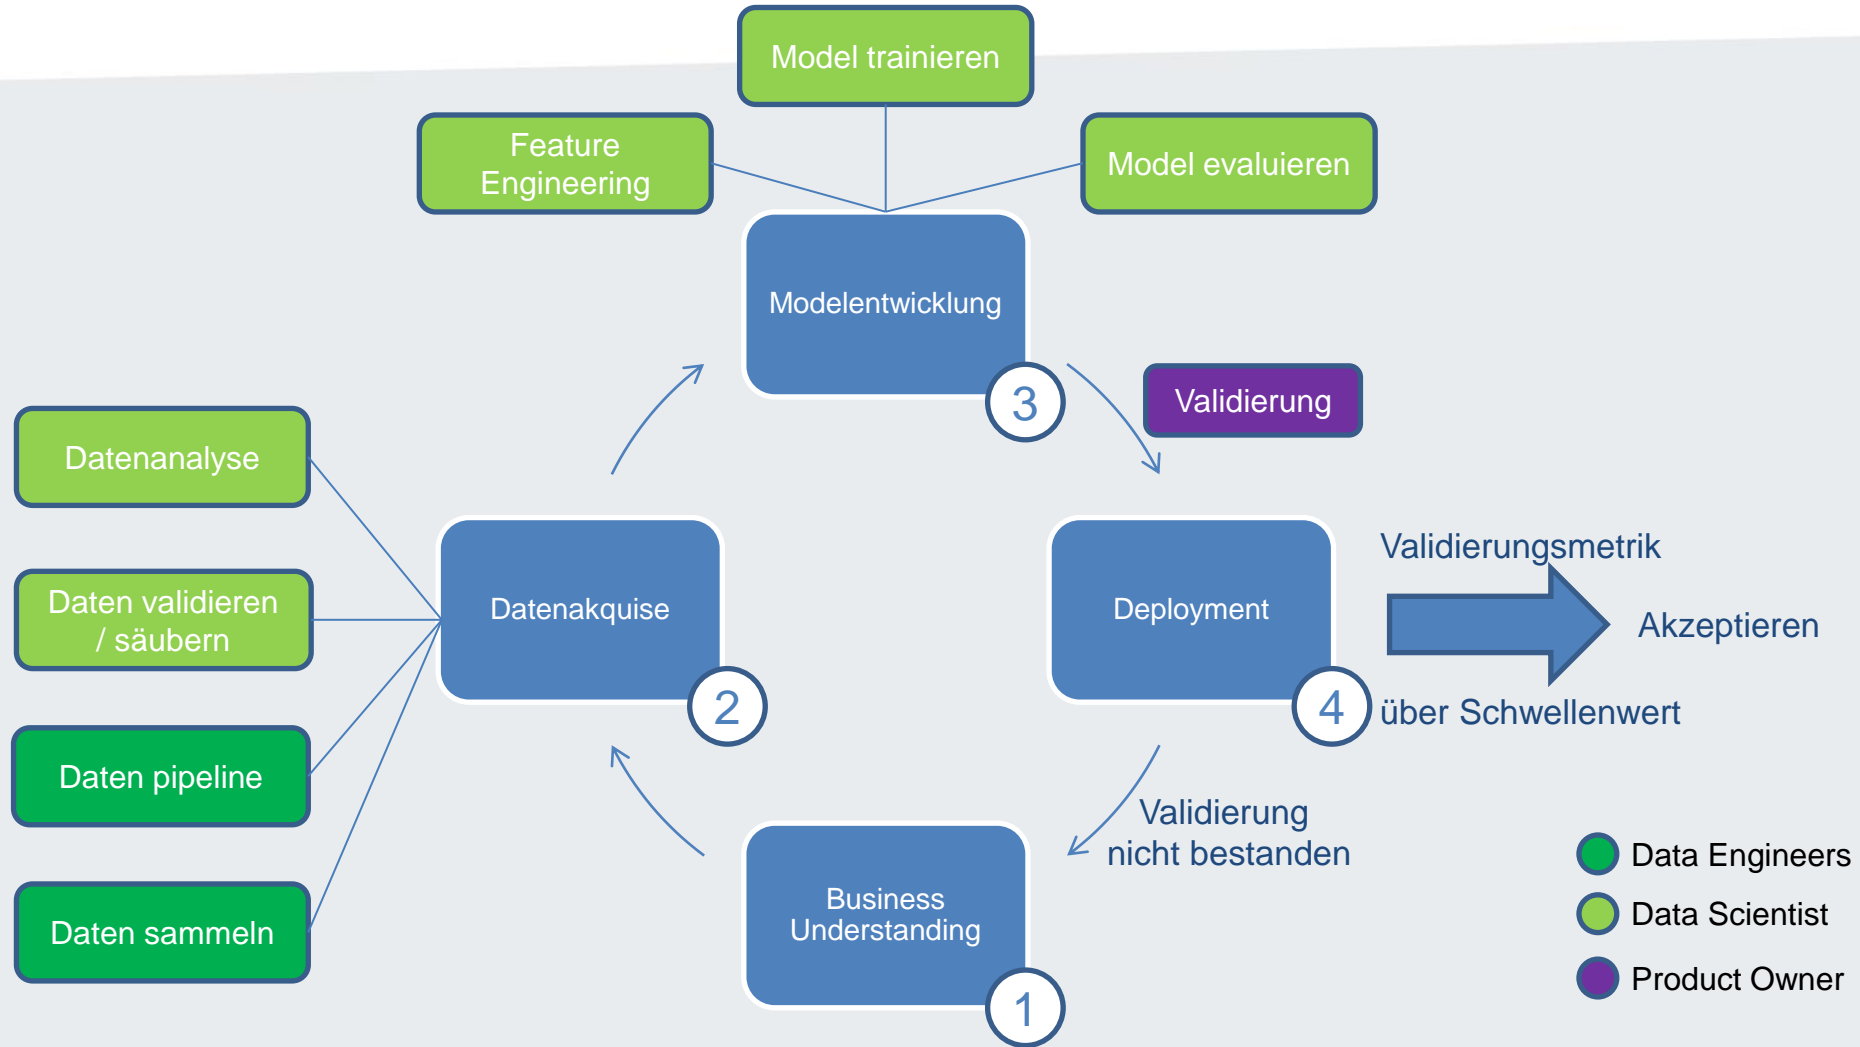 Model trainieren
Feature
Engineering
Model evaluieren
Modelentwicklung
3
Validierung
Datenanalyse
Daten validieren
/ säubern
Daten pipeline
Daten sammeln
Datenakquise
2
Deployment
4
Validierungsmetrik
Akzeptieren
über Schwellenwert
Validierung
nicht bestanden
Business
Understanding
1
Data Engineers
Data Scientist
Product Owner